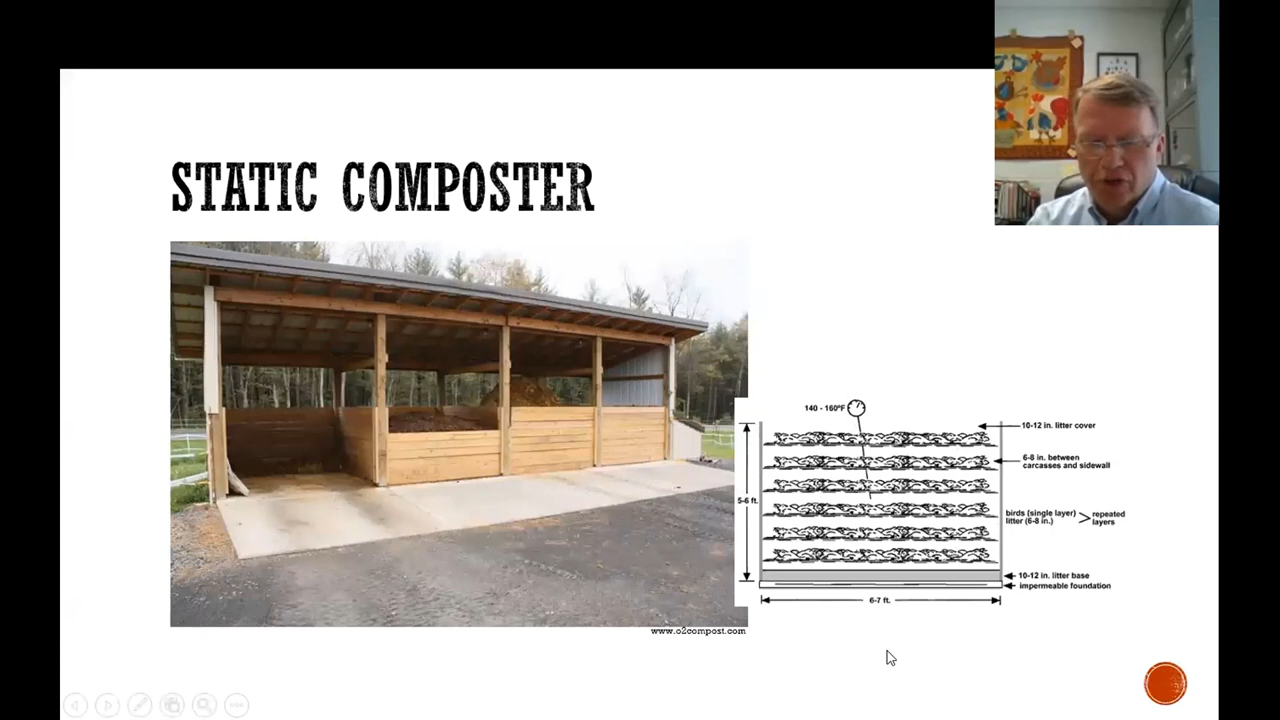 STATIC COMPOSTER
140 - 160ºF
10-12 in. litter cover
6-8 in. between
carcasses and sidewall
5-6 ft.
birds (single layer)
litter (6-8 in.)
repeated
layers
10-12 in. litter base
impermeable foundation
6-7 ft.
www.o2compost.com